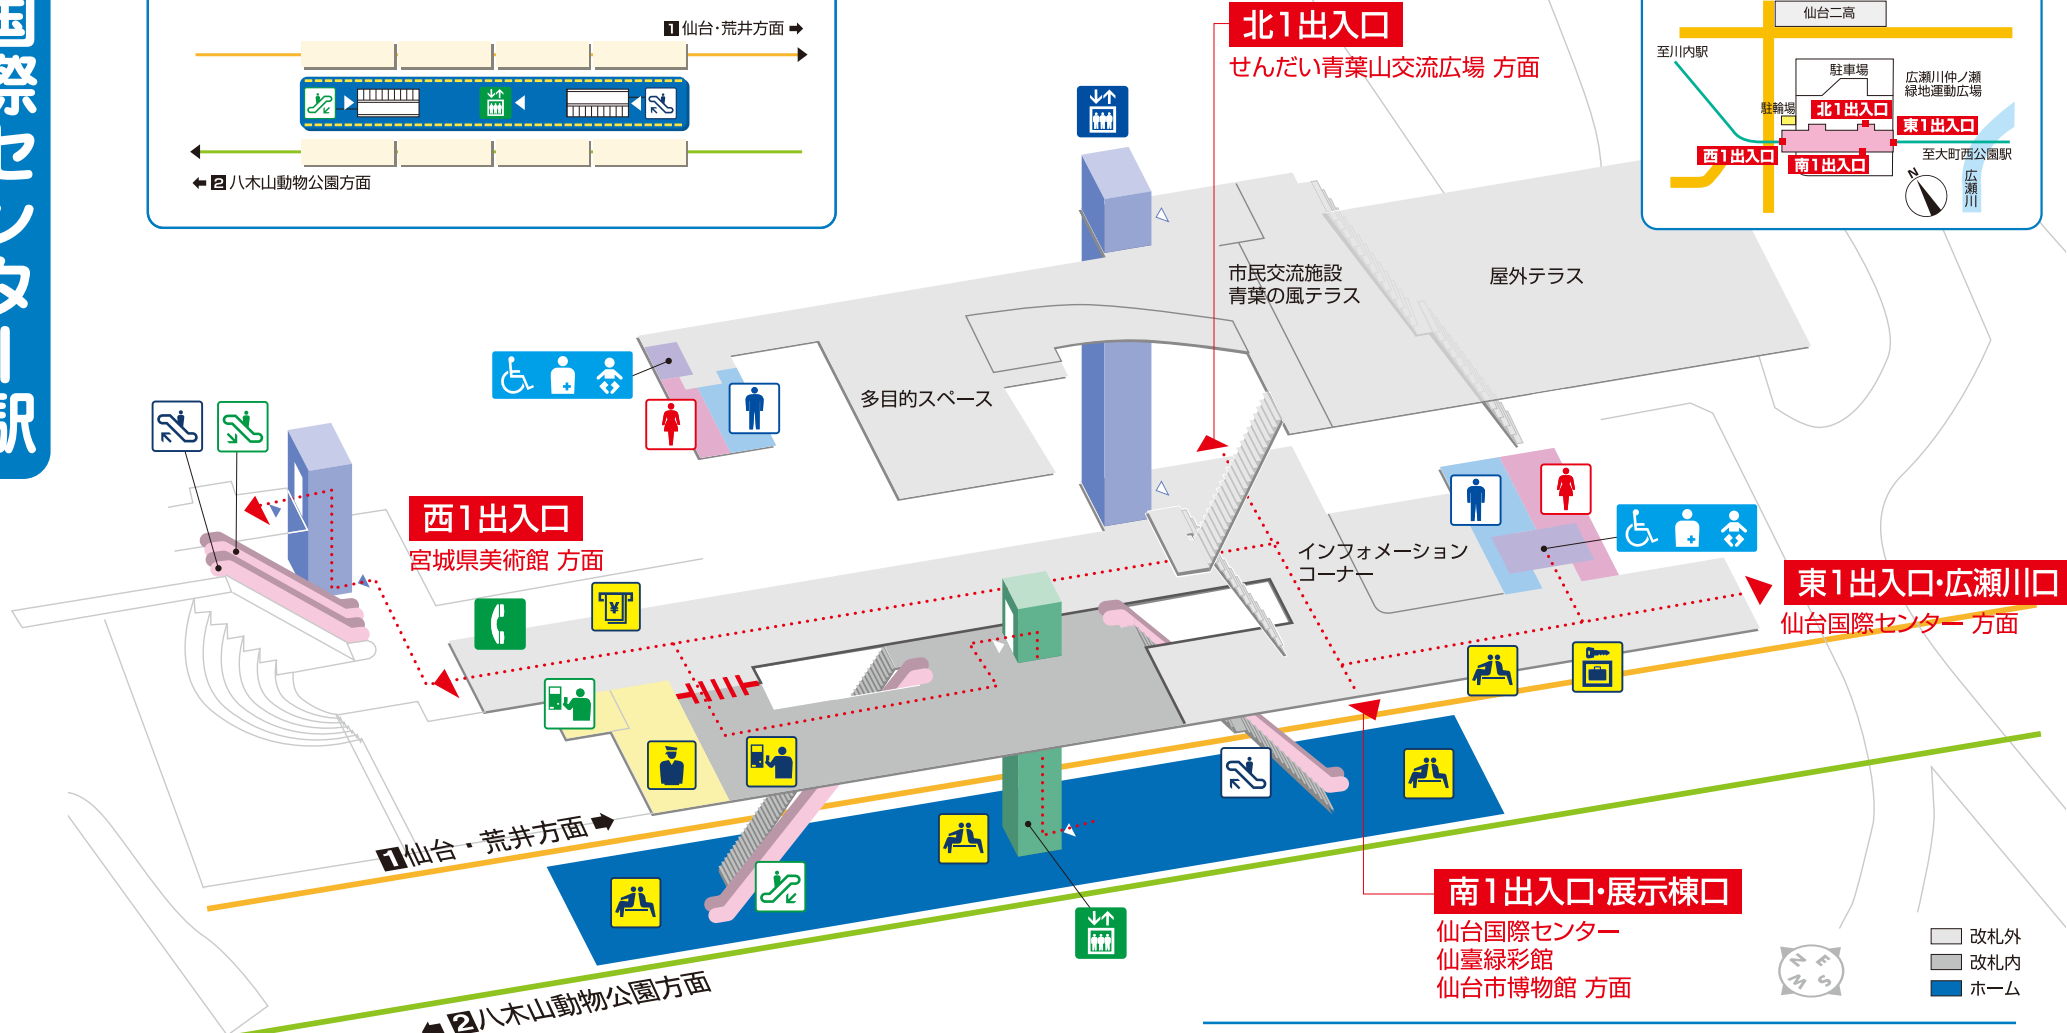 国際センター駅
1 仙台・荒井方面 ➡
⬅ 2 八木山動物公園方面
北1出入口
せんだい青葉山交流広場 方面
仙台二高
至川内駅
駐車場
広瀬川仲ノ瀬
緑地運動広場
駐輪場
北1出入口
東1出入口
西1出入口
南1出入口
至大町西公園駅
広瀬川
N
市民交流施設
青葉の風テラス
屋外テラス
多目的スペース
西1出入口
宮城県美術館 方面
インフォメーション
コーナー
東1出入口・広瀬川口
仙台国際センター 方面
¥
1 仙台・荒井方面 ➡
⬅ 2 八木山動物公園方面
南1出入口・展示棟口
仙台国際センター
仙臺緑彩館
仙台市博物館 方面
N
E
W
S
改札外
改札内
ホーム